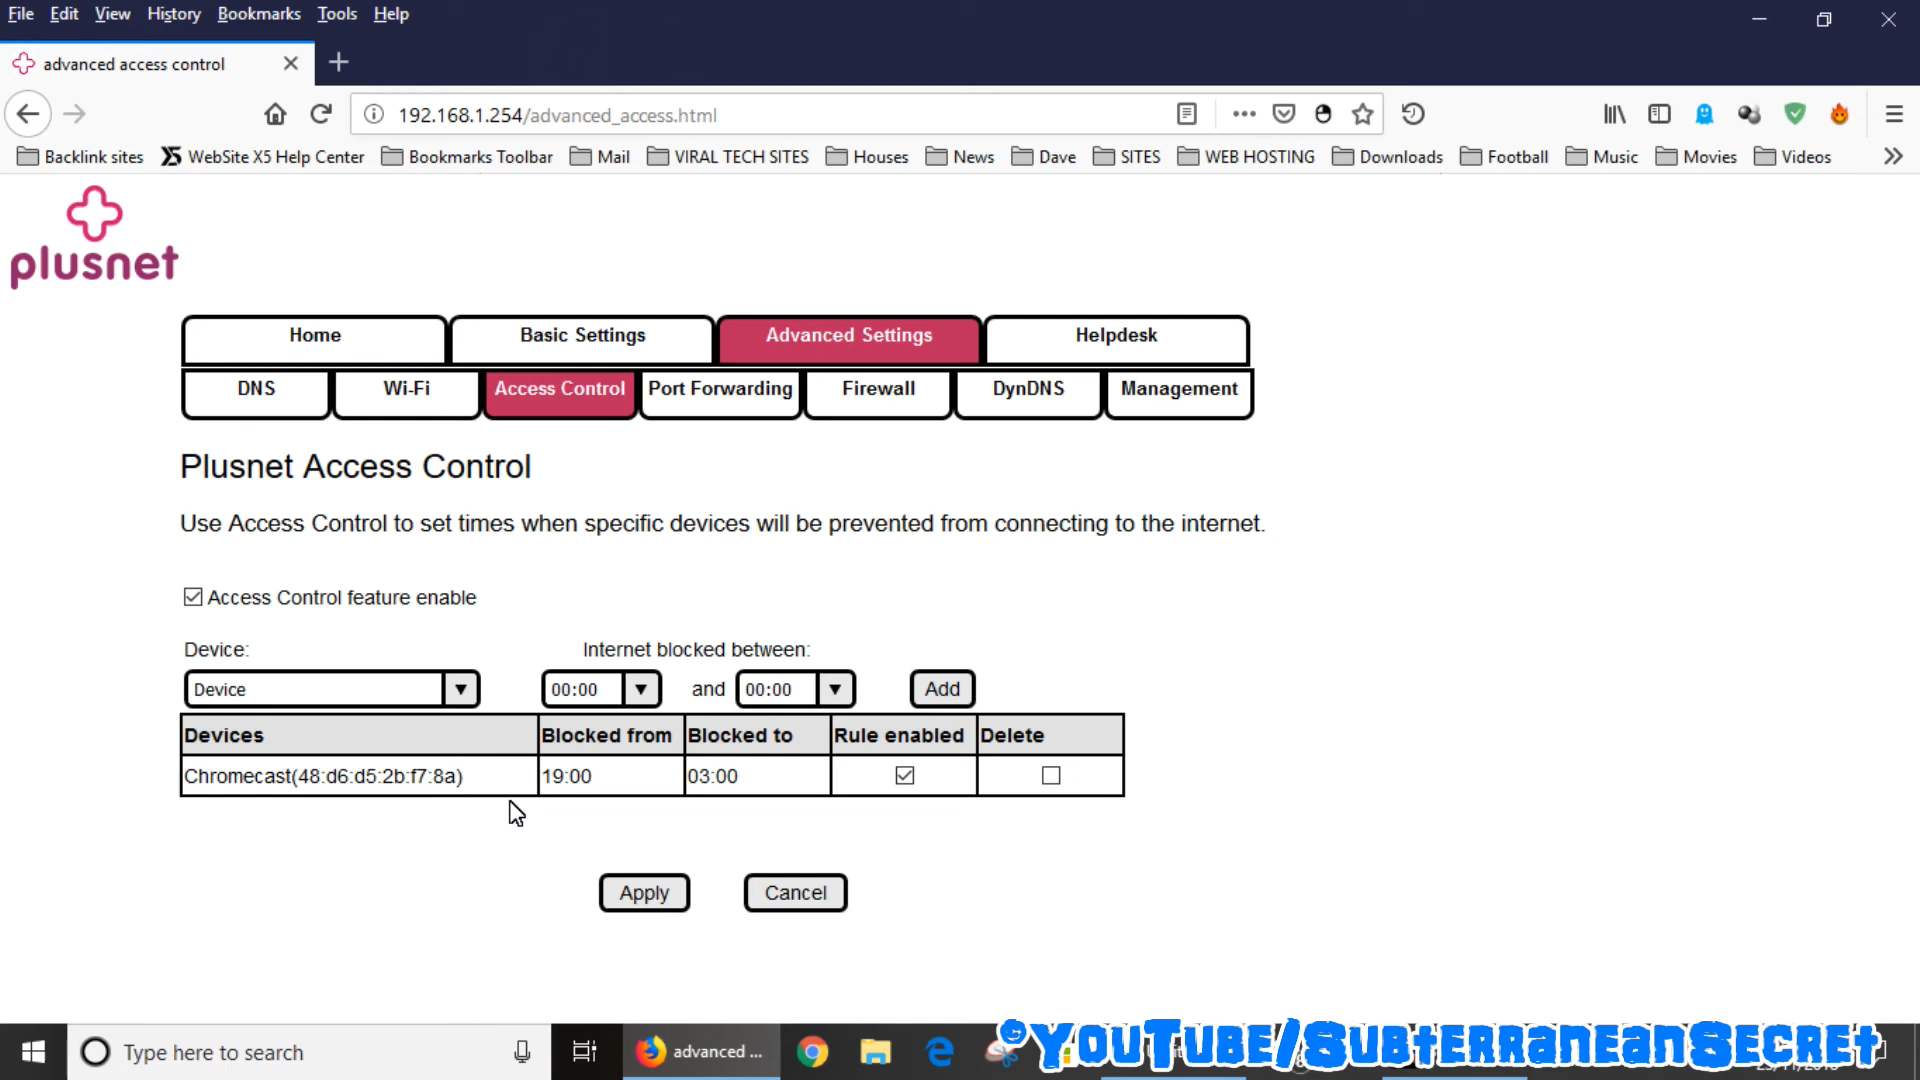 File Edit View History Bookmarks Tools Help
advanced access control
192.168.1.254/advanced_access.html
Backlink sites WebSite X5 Help Center Bookmarks Toolbar Mail VIRAL TECH SITES Houses News Dave SITES WEB HOSTING Downloads Football Music Movies Videos
plusnet
Home Basic Settings Advanced Settings Helpdesk
DNS Wi-Fi Access Control Port Forwarding Firewall DynDNS Management
Plusnet Access Control
Use Access Control to set times when specific devices will be prevented from connecting to the internet.
Access Control feature enable
Device: Internet blocked between:
Device 00:00 and 00:00 Add
Devices Blocked from Blocked to Rule enabled Delete
Chromecast(48:d6:d5:2b:f7:8a) 19:00 03:00
Apply Cancel
Type here to search advanced ... ©YouTube/SubterraneanSecret